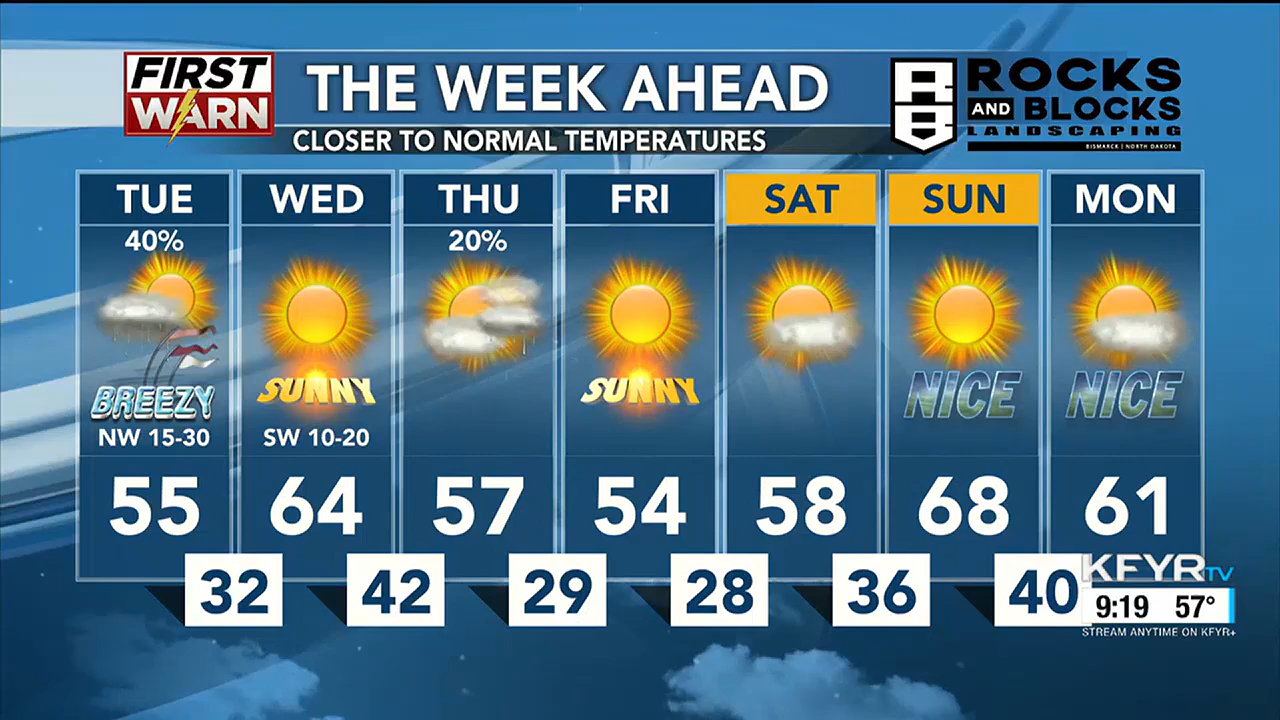 FIRST
WARN
THE WEEK AHEAD
CLOSER TO NORMAL TEMPERATURES
ROCKS
AND BLOCKS
LANDSCAPING
BISMARCK | NORTH DAKOTA
TUE WED THU FRI SAT SUN MON
40% 20%
BREEZY SUNNY SUNNY NICE NICE
NW 15-30 SW 10-20
55 64 57 54 58 68 61
32 42 29 28 36 40
KFYR TV
9:19 57°
STREAM ANYTIME ON KFYR+